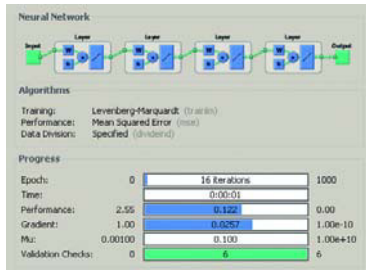 Neural Network
Layer Layer Layer Layer
Input Output
W W W W
b b b b
Algorithms
Training: Levenberg-Marquardt (trainlm)
Performance: Mean Squared Error (mse)
Data Division: Specified (divideind)
Progress
Epoch: 0 16 iterations 1000
Time: 0:00:01
Performance: 2.55 0.122 0.00
Gradient: 1.00 0.0257 1.00e-10
Mu: 0.00100 0.100 1.00e+10
Validation Checks: 0 6 6